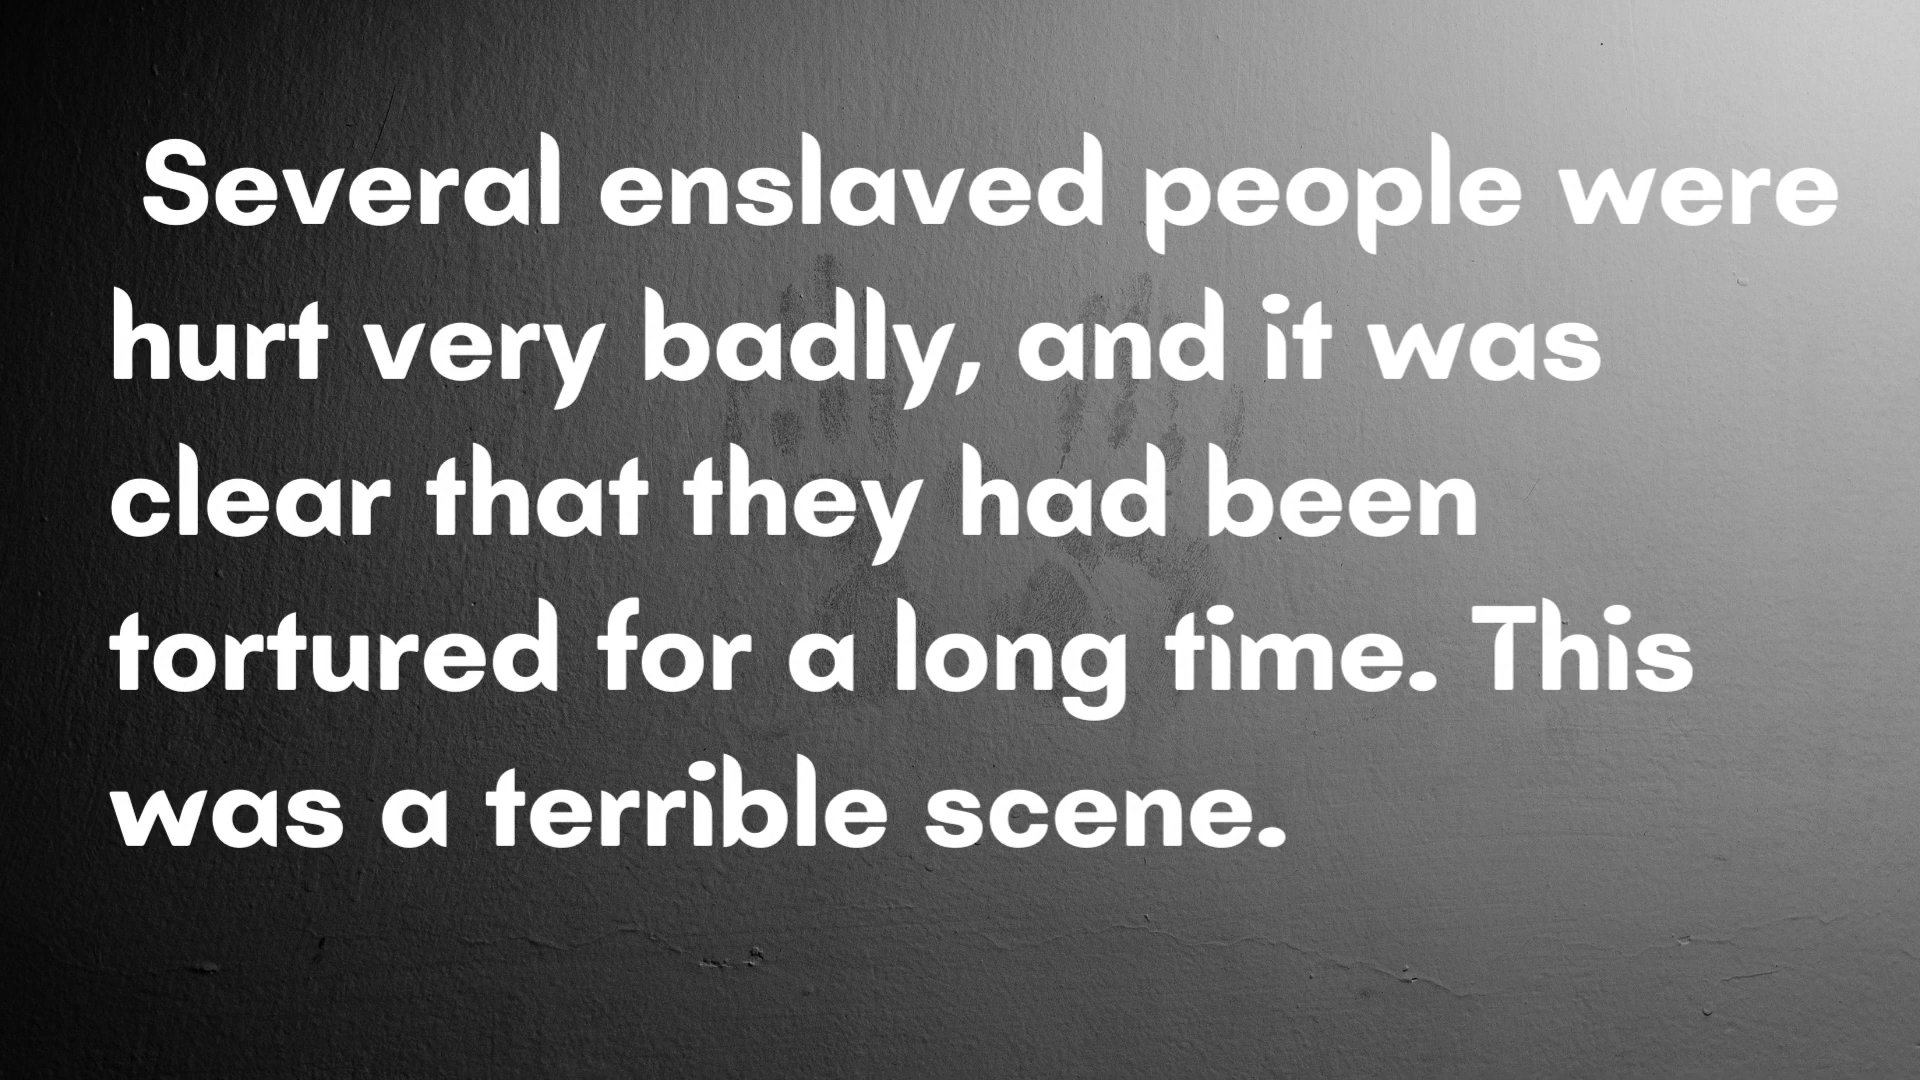 Several enslaved people were
hurt very badly, and it was
clear that they had been
tortured for a long time. This
was a terrible scene.